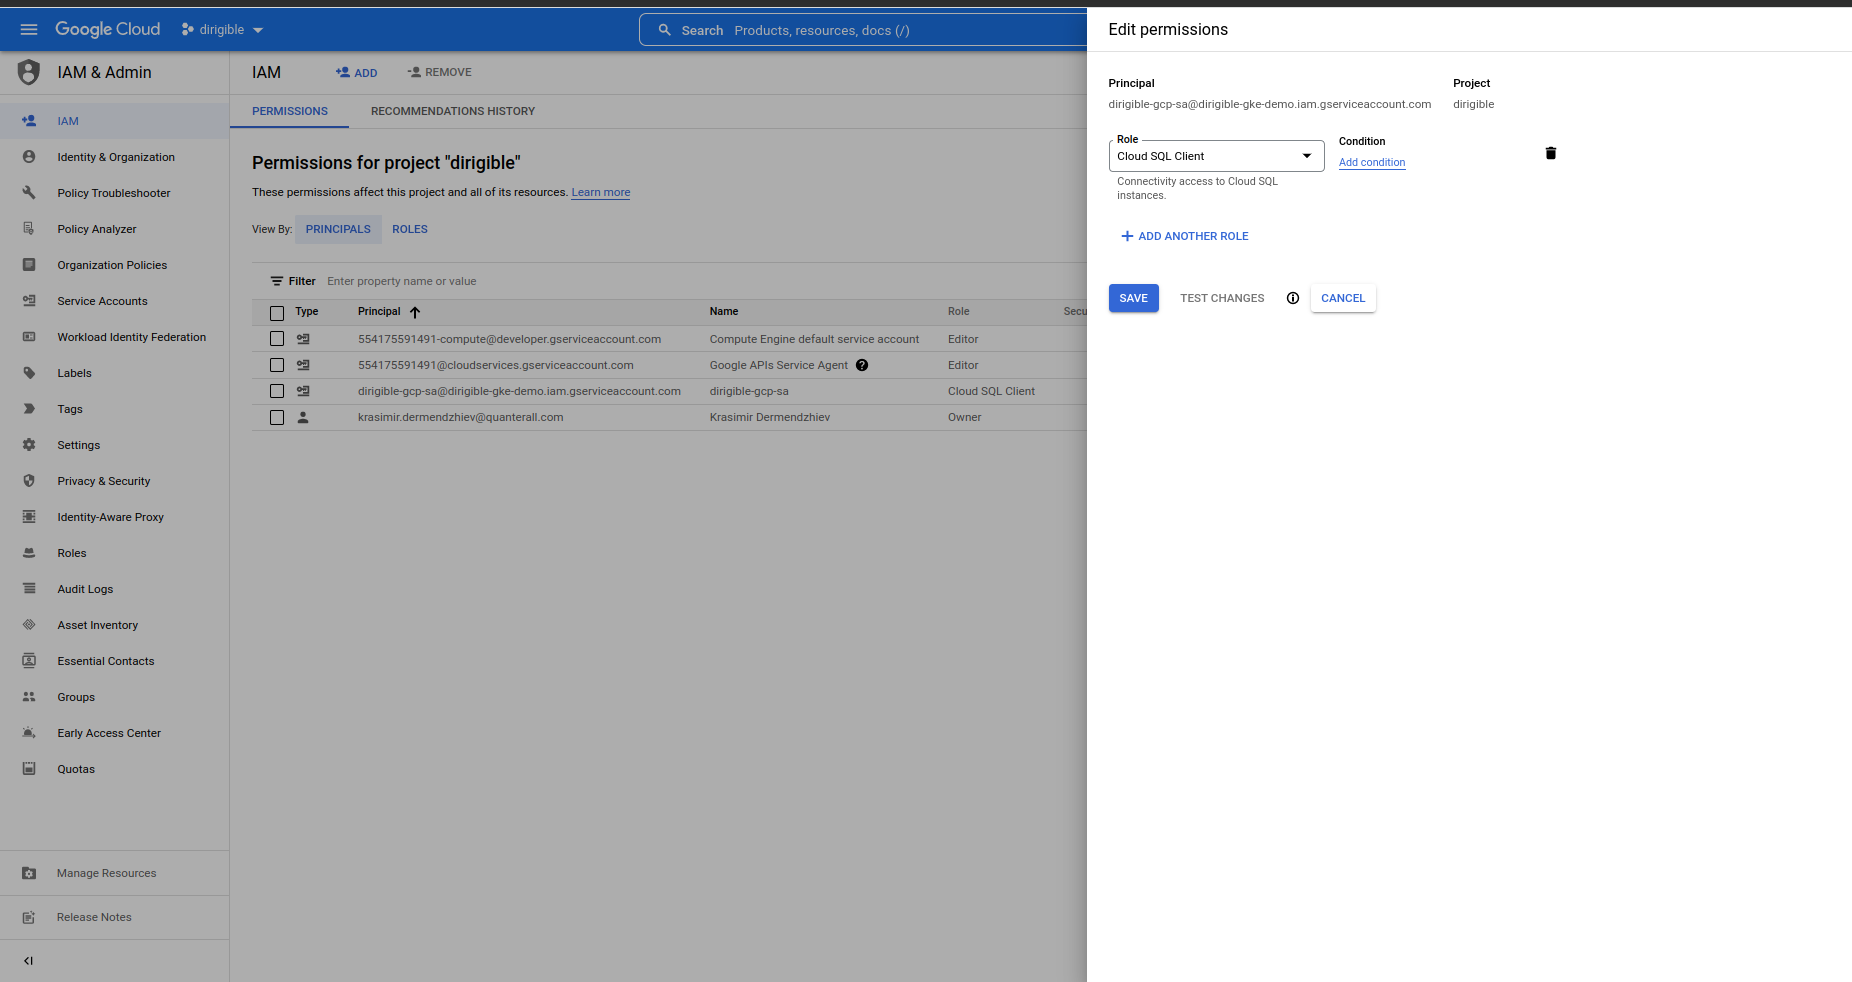 Google Cloud
dirigible
Search Products, resources, docs (/)
IAM & Admin
IAM
Identity & Organization
Policy Troubleshooter
Policy Analyzer
Organization Policies
Service Accounts
Workload Identity Federation
Labels
Tags
Settings
Privacy & Security
Identity-Aware Proxy
Roles
Audit Logs
Asset Inventory
Essential Contacts
Groups
Early Access Center
Quotas
Manage Resources
Release Notes
IAM
ADD
REMOVE
PERMISSIONS
RECOMMENDATIONS HISTORY
Permissions for project "dirigible"
These permissions affect this project and all of its resources. Learn more
View By: PRINCIPALS ROLES
Filter Enter property name or value
Type Principal Name Role Secu
554175591491-compute@developer.gserviceaccount.com Compute Engine default service account Editor
554175591491@cloudservices.gserviceaccount.com Google APIs Service Agent Editor
dirigible-gcp-sa@dirigible-gke-demo.iam.gserviceaccount.com dirigible-gcp-sa Cloud SQL Client
krasimir.dermendzhiev@quanterall.com Krasimir Dermendzhiev Owner
Edit permissions
Principal Project
dirigible-gcp-sa@dirigible-gke-demo.iam.gserviceaccount.com dirigible
Role
Cloud SQL Client
Condition
Add condition
Connectivity access to Cloud SQL
instances.
ADD ANOTHER ROLE
SAVE TEST CHANGES CANCEL